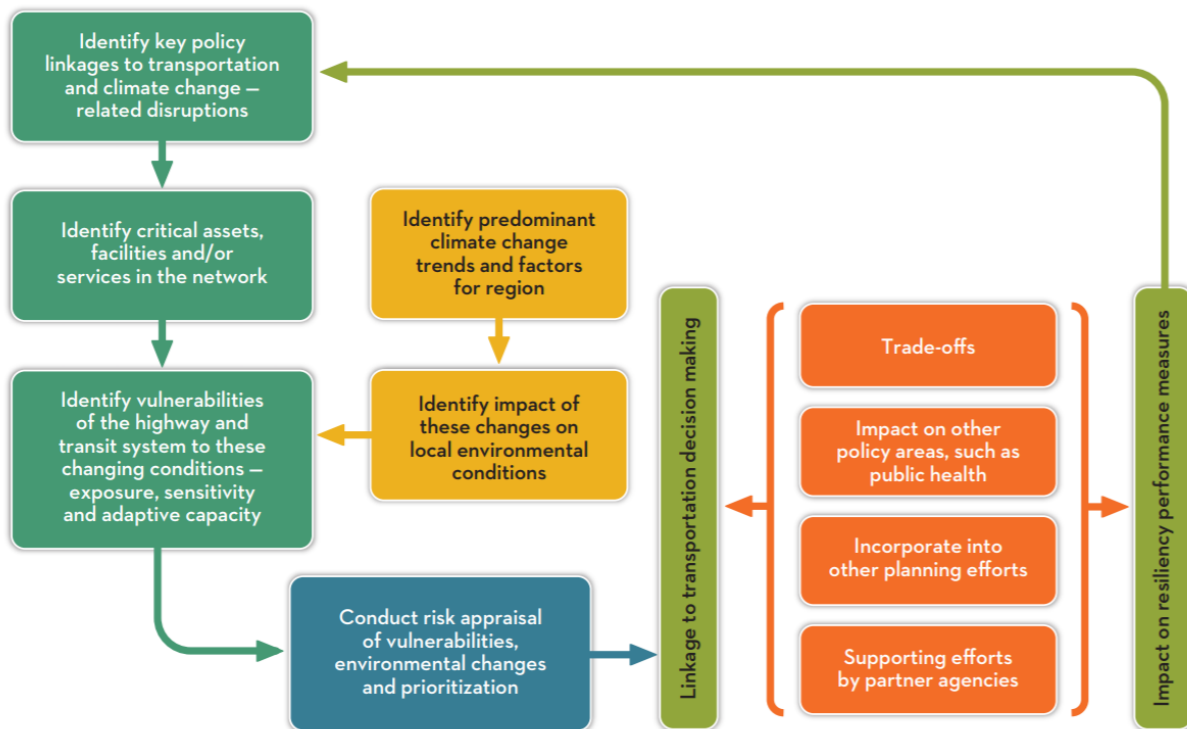 Identify key policy
linkages to transportation
and climate change –
related disruptions
Identify critical assets,
facilities and/or
services in the network
Identify predominant
climate change
trends and factors
for region
Identify vulnerabilities
of the highway and
transit system to these
changing conditions –
exposure, sensitivity
and adaptive capacity
Identify impact of
these changes on
local environmental
conditions
Conduct risk appraisal
of vulnerabilities,
environmental changes
and prioritization
Linkage to transportation decision making
Trade-offs
Impact on other
policy areas, such as
public health
Incorporate into
other planning efforts
Supporting efforts
by partner agencies
Impact on resiliency performance measures